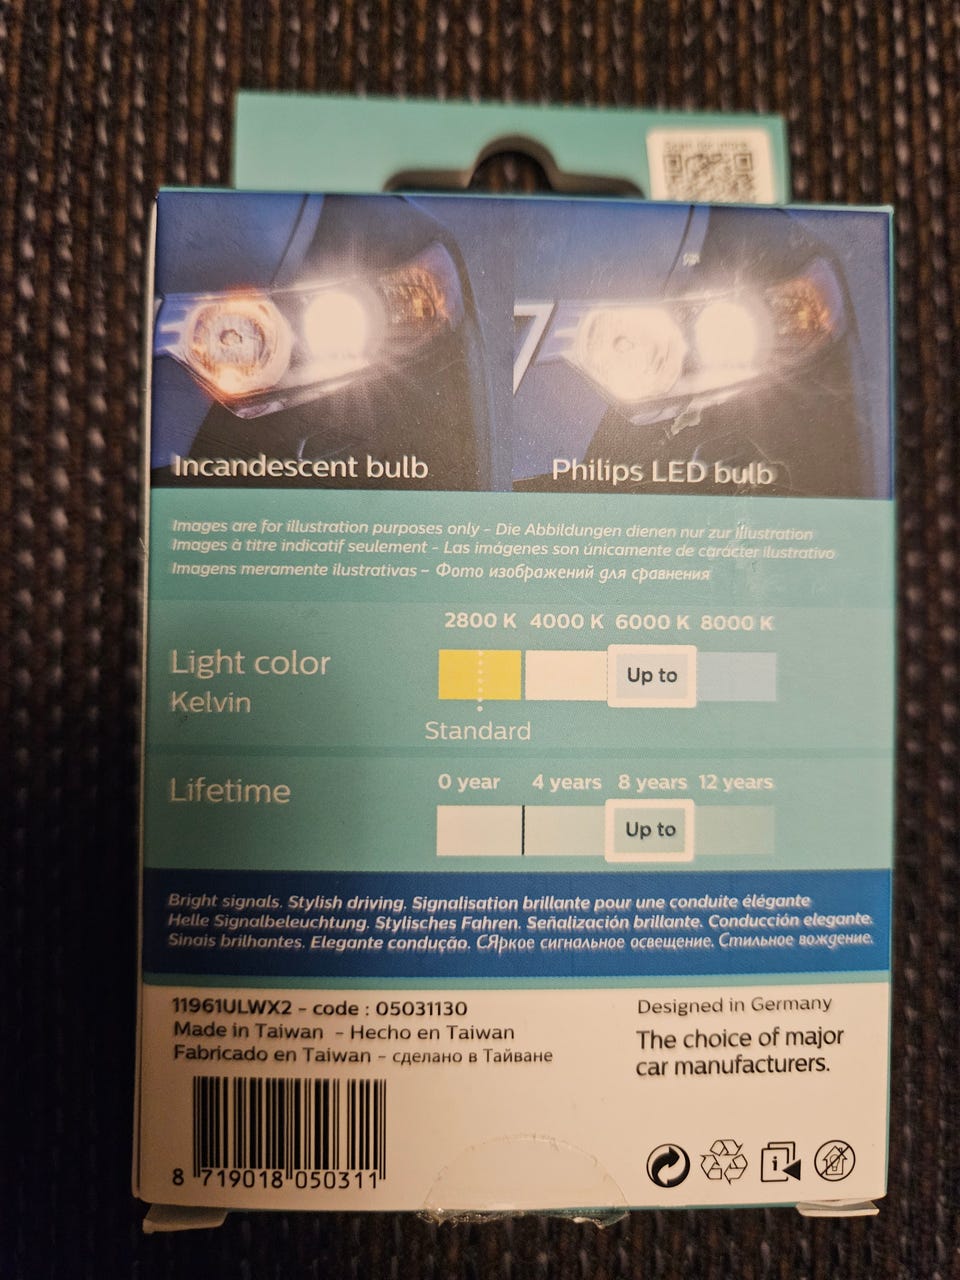 Scan for more
Incandescent bulb
Philips LED bulb
Images are for illustration purposes only - Die Abbildungen dienen nur zur illustration
Images à titre indicatif seulement - Las imágenes son únicamente de carácter ilustrativo
Imagens meramente ilustrativas – Фото изображений для сравнения
2800 K 4000 K 6000 K 8000 K
Light color
Kelvin
Up to
Standard
0 year 4 years 8 years 12 years
Lifetime
Up to
Bright signals. Stylish driving. Signalisation brillante pour une conduite élégante
Helle Signalbeleuchtung. Stylisches Fahren. Señalización brillante. Conducción elegante.
Sinais brilhantes. Elegante condução. СЯркое сигнальное освещение. Стильное вождение.
11961ULWX2 - code : 05031130
Made in Taiwan - Hecho en Taiwan
Fabricado en Taiwan - сделано в Тайване
Designed in Germany
The choice of major
car manufacturers.
8 719018 050311